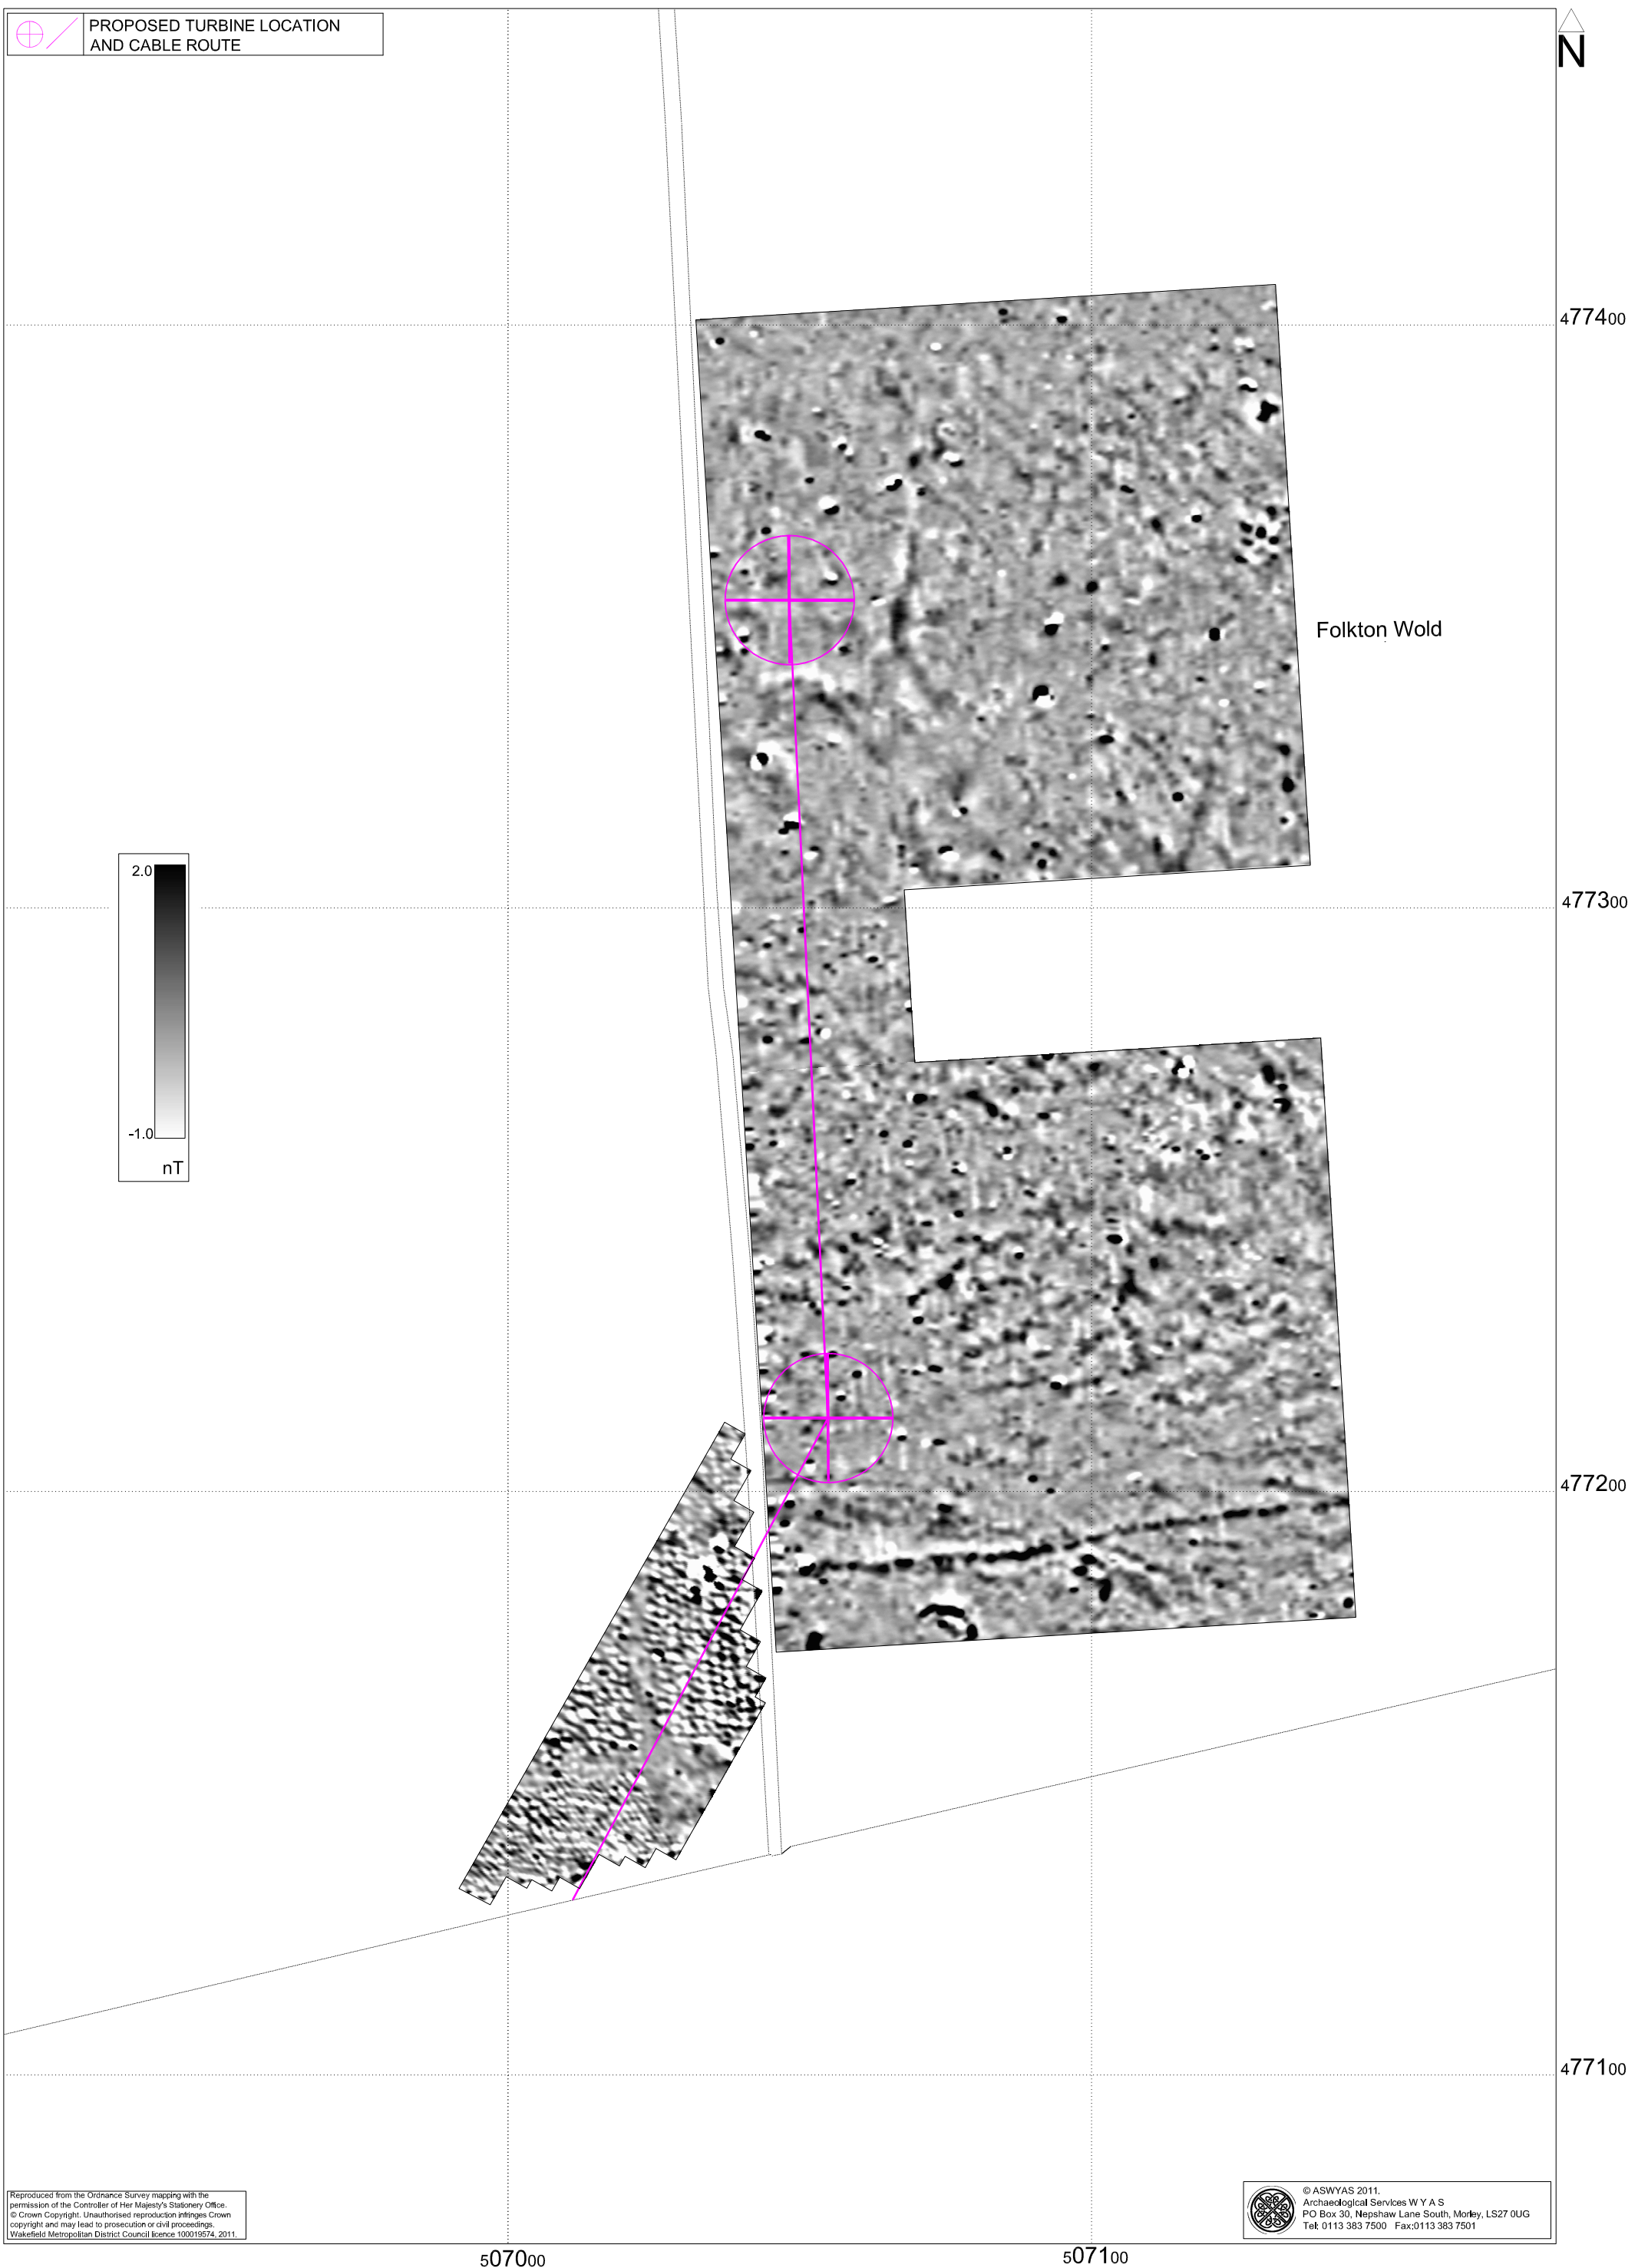 PROPOSED TURBINE LOCATION
AND CABLE ROUTE
N
477400
Folkton Wold
2.0
-1.0
nT
477300
477200
477100
Reproduced from the Ordnance Survey mapping with the
permission of the Controller of Her Majesty's Stationery Office.
© Crown Copyright. Unauthorised reproduction infringes Crown
copyright and may lead to prosecution or civil proceedings.
Wakefield Metropolitan District Council licence 100019574, 2011.
© ASWYAS 2011.
Archaeological Services W Y A S
PO Box 30, Nepshaw Lane South, Morley, LS27 0UG
Tel: 0113 383 7500 Fax:0113 383 7501
507000
507100